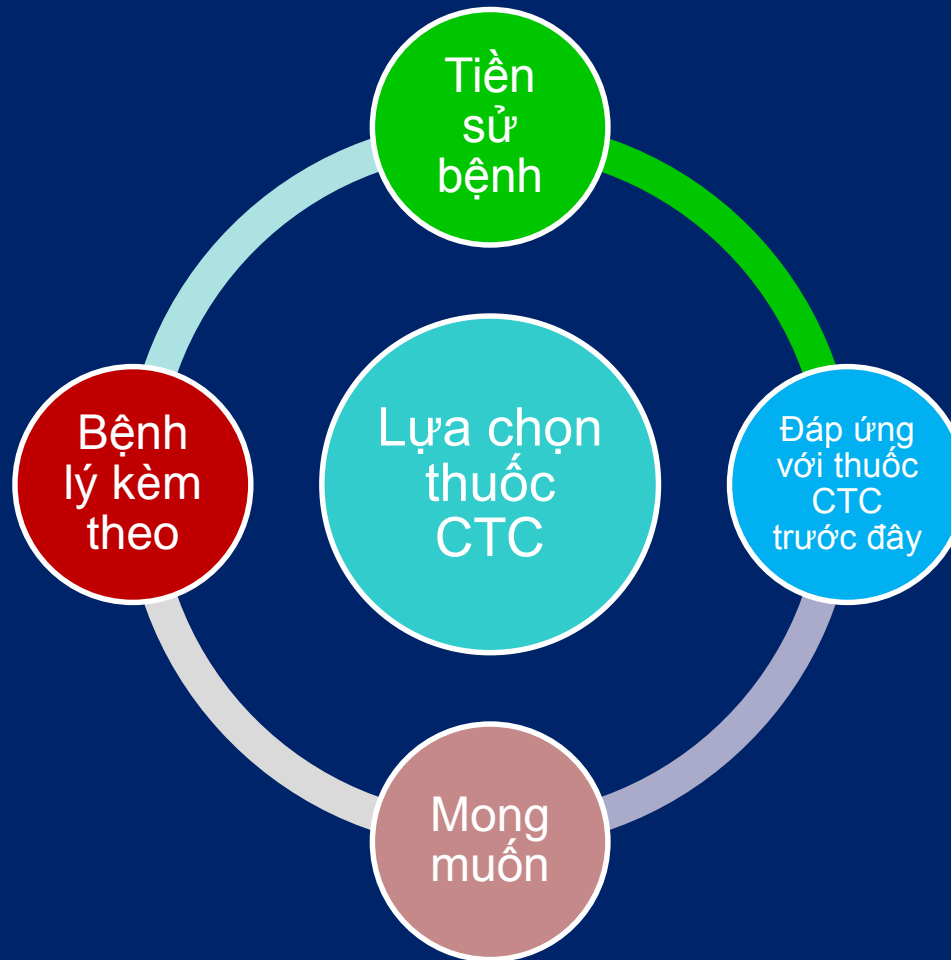 Tiền
sử
bệnh
Bệnh
lý kèm
theo
Lựa chọn
thuốc
CTC
Đáp ứng
với thuốc
CTC
trước đây
Mong
muốn